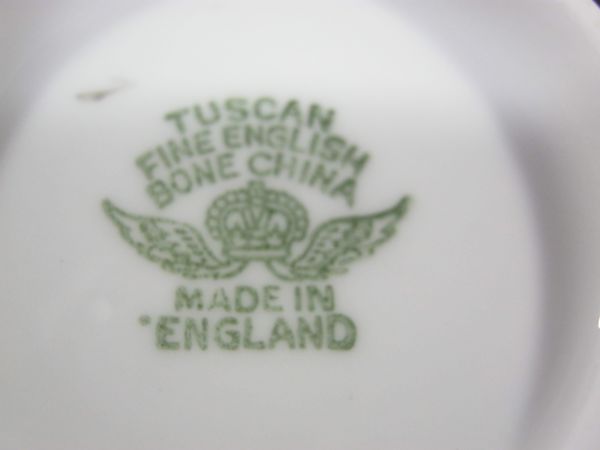 TUSCAN
FINE ENGLISH
BONE CHINA
MADE IN
ENGLAND